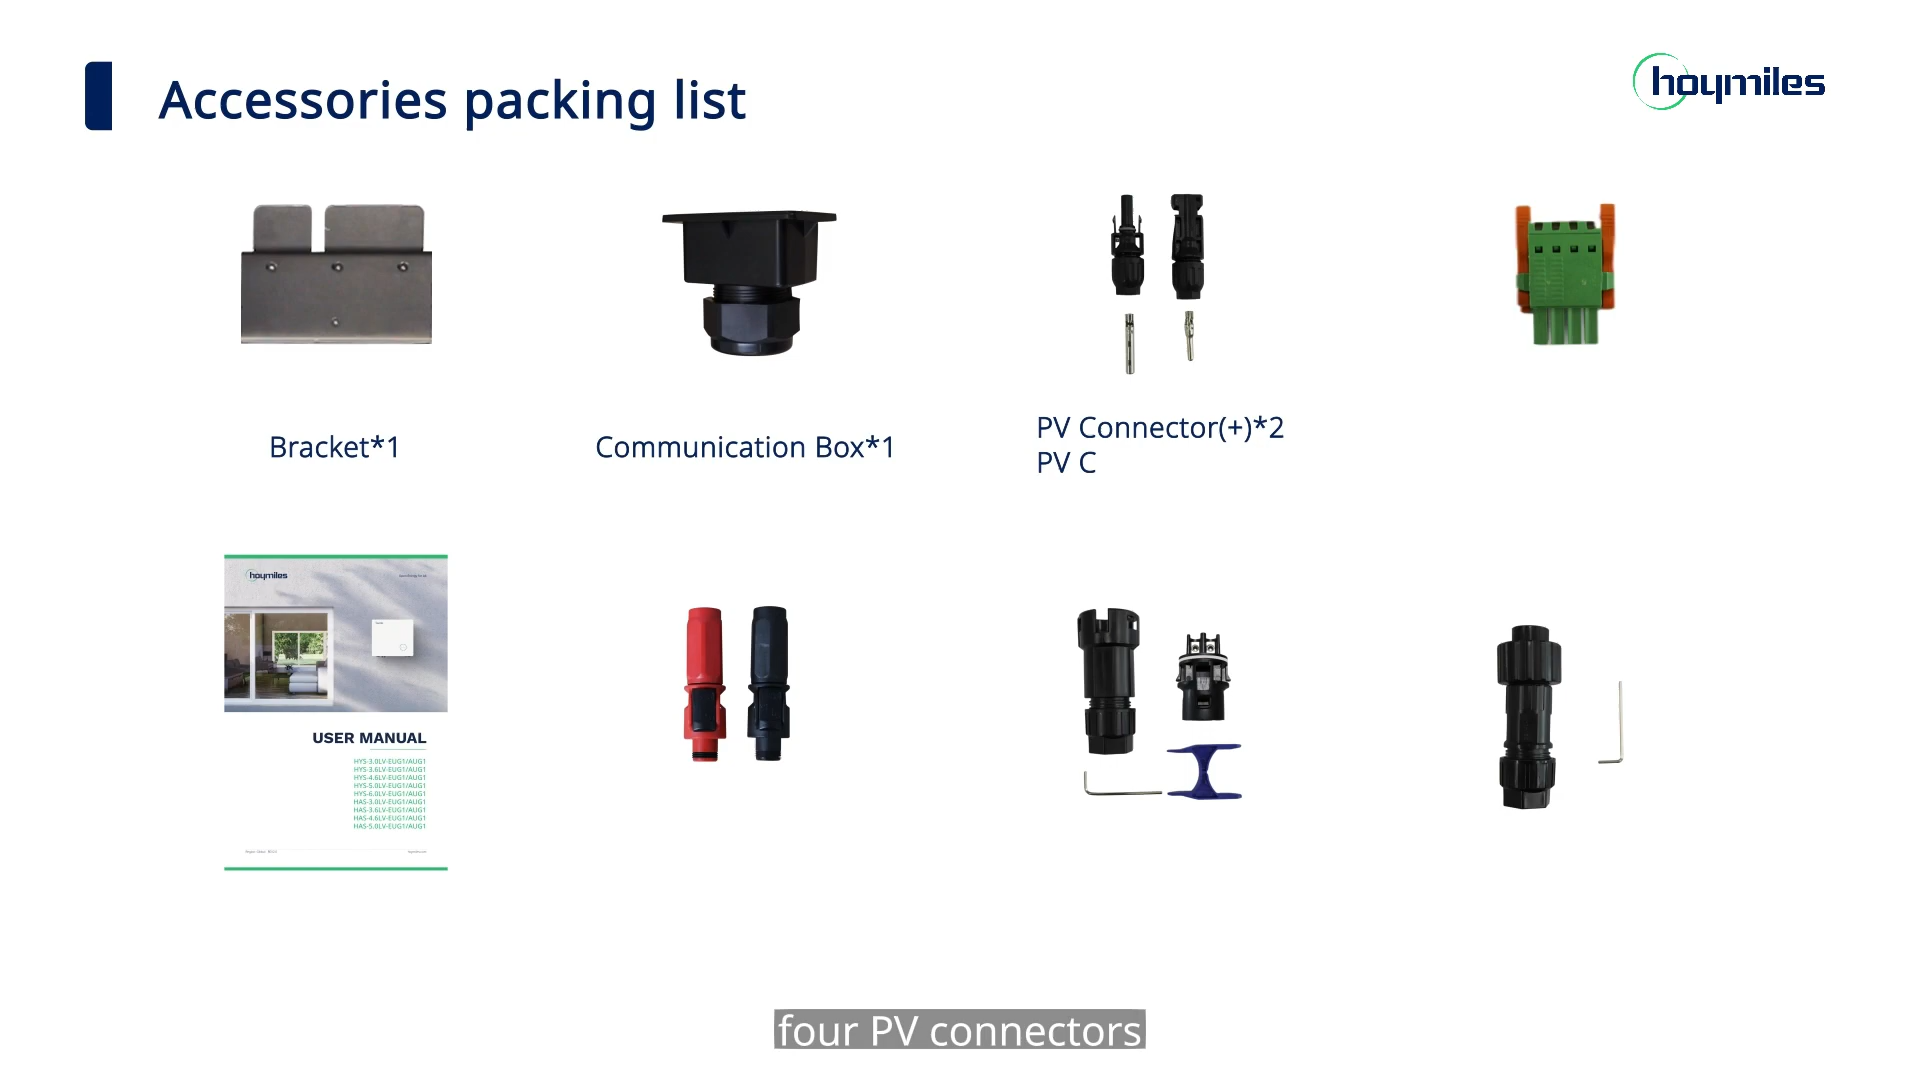 Accessories packing list
hoymiles
Bracket*1
Communication Box*1
PV Connector(+)*2
PV C
hoymiles
USER MANUAL
HYS-3.0LV-EUG1/AUG1
HYS-3.6LV-EUG1/AUG1
HYS-4.6LV-EUG1/AUG1
HYS-5.0LV-EUG1/AUG1
HYS-6.0LV-EUG1/AUG1
HAS-3.0LV-EUG1/AUG1
HAS-3.6LV-EUG1/AUG1
HAS-4.6LV-EUG1/AUG1
HAS-5.0LV-EUG1/AUG1
four PV connectors